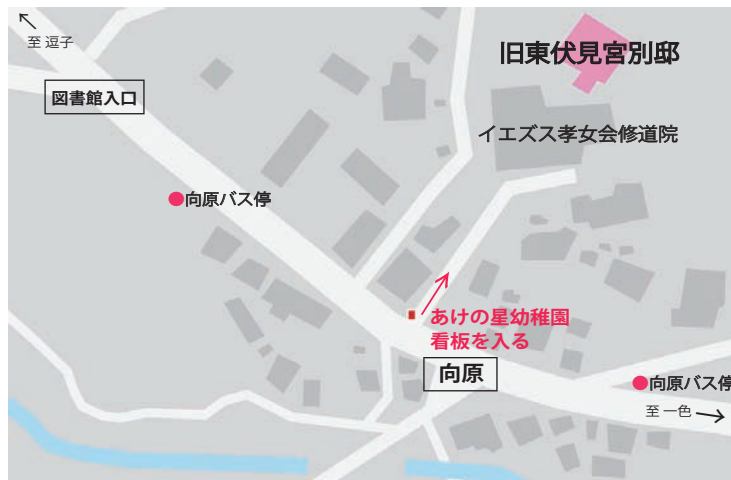 至 逗子
旧東伏見宮別邸
図書館入口
イエズス孝女会修道院
向原バス停
あけの星幼稚園
看板を入る
向原
向原バス停
至 一色